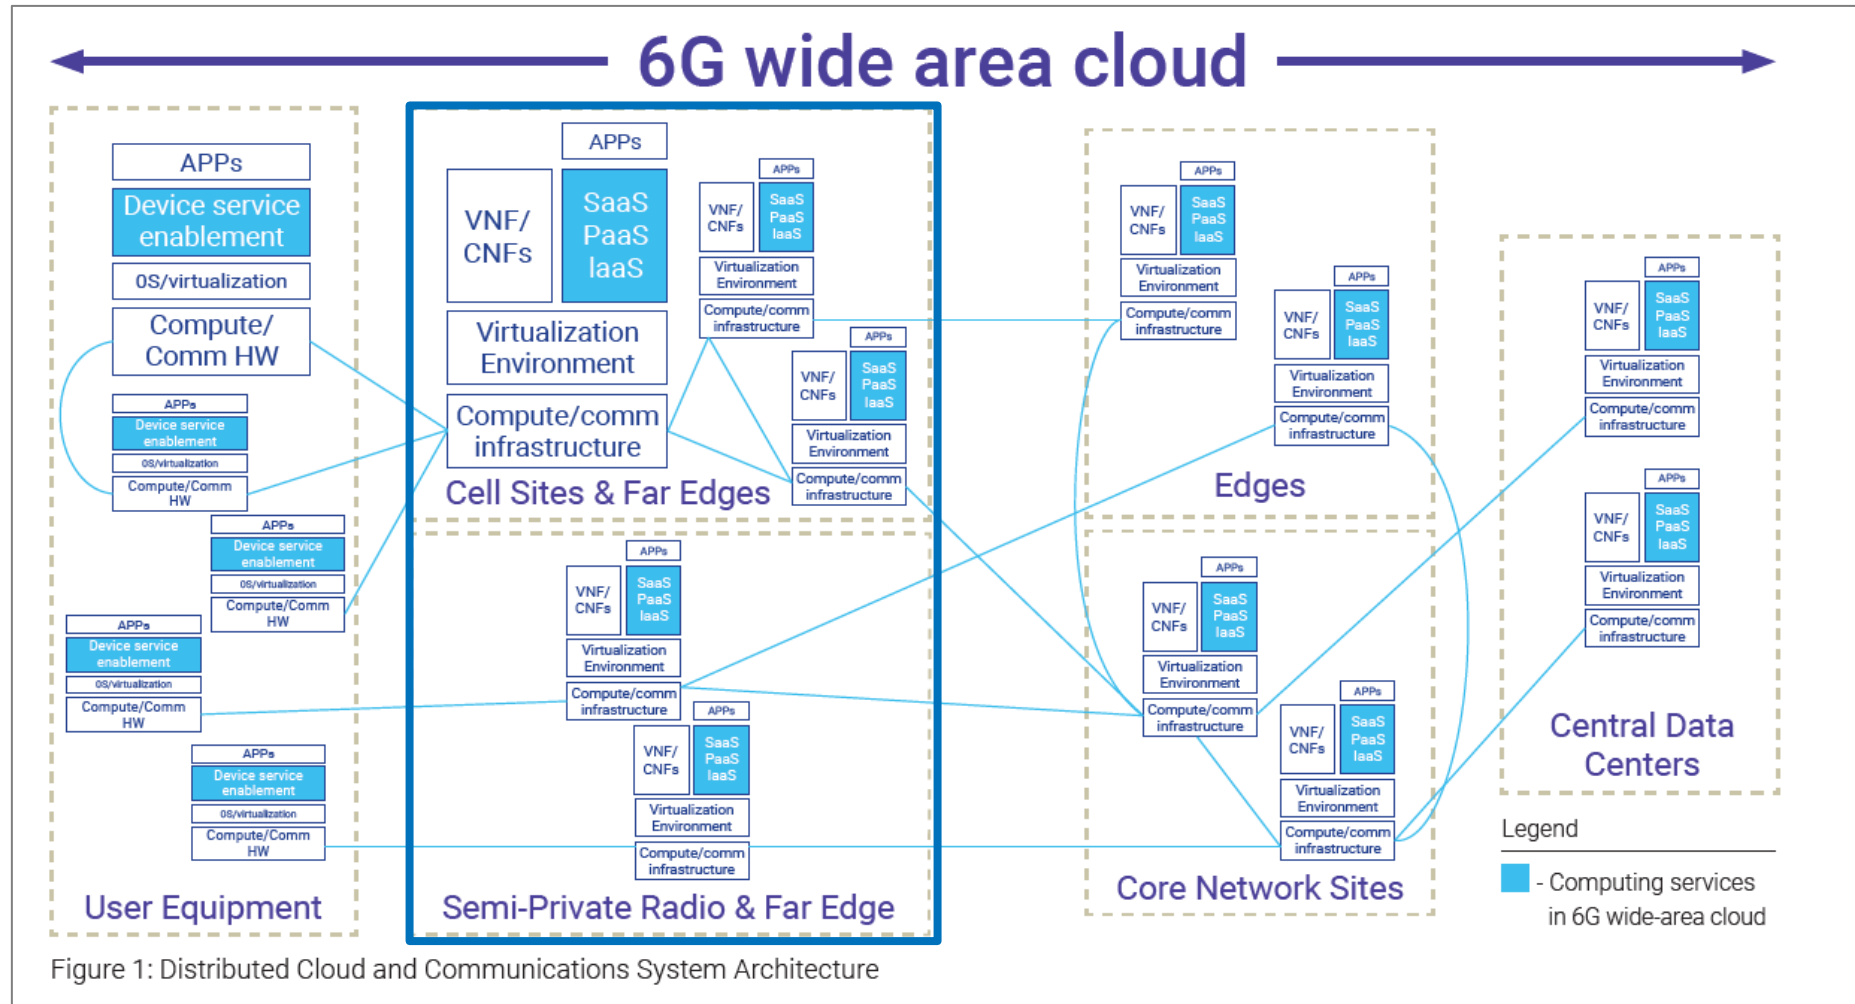 6G wide area cloud
APPs
Device service
enablement
0S/virtualization
Compute/
Comm HW
APPs
Device service
enablement
0S/virtualization
Compute/Comm
HW
APPs
Device service
enablement
0S/virtualization
Compute/Comm
HW
APPs
Device service
enablement
0S/virtualization
Compute/Comm
HW
APPs
Device service
enablement
0S/virtualization
Compute/Comm
HW
User Equipment
APPs
VNF/
CNFs
SaaS
PaaS
IaaS
Virtualization
Environment
Compute/comm
infrastructure
APPs
VNF/
CNFs
SaaS
PaaS
IaaS
Virtualization
Environment
Compute/comm
infrastructure
APPs
VNF/
CNFs
SaaS
PaaS
IaaS
Virtualization
Environment
Compute/comm
infrastructure
Cell Sites & Far Edges
APPs
VNF/
CNFs
SaaS
PaaS
IaaS
Virtualization
Environment
Compute/comm
infrastructure
APPs
VNF/
CNFs
SaaS
PaaS
IaaS
Virtualization
Environment
Compute/comm
infrastructure
Semi-Private Radio & Far Edge
APPs
VNF/
CNFs
SaaS
PaaS
IaaS
Virtualization
Environment
Compute/comm
infrastructure
APPs
VNF/
CNFs
SaaS
PaaS
IaaS
Virtualization
Environment
Compute/comm
infrastructure
Edges
APPs
VNF/
CNFs
SaaS
PaaS
IaaS
Virtualization
Environment
Compute/comm
infrastructure
APPs
VNF/
CNFs
SaaS
PaaS
IaaS
Virtualization
Environment
Compute/comm
infrastructure
Core Network Sites
APPs
VNF/
CNFs
SaaS
PaaS
IaaS
Virtualization
Environment
Compute/comm
infrastructure
APPs
VNF/
CNFs
SaaS
PaaS
IaaS
Virtualization
Environment
Compute/comm
infrastructure
Central Data
Centers
Legend
- Computing services
in 6G wide-area cloud
Figure 1: Distributed Cloud and Communications System Architecture